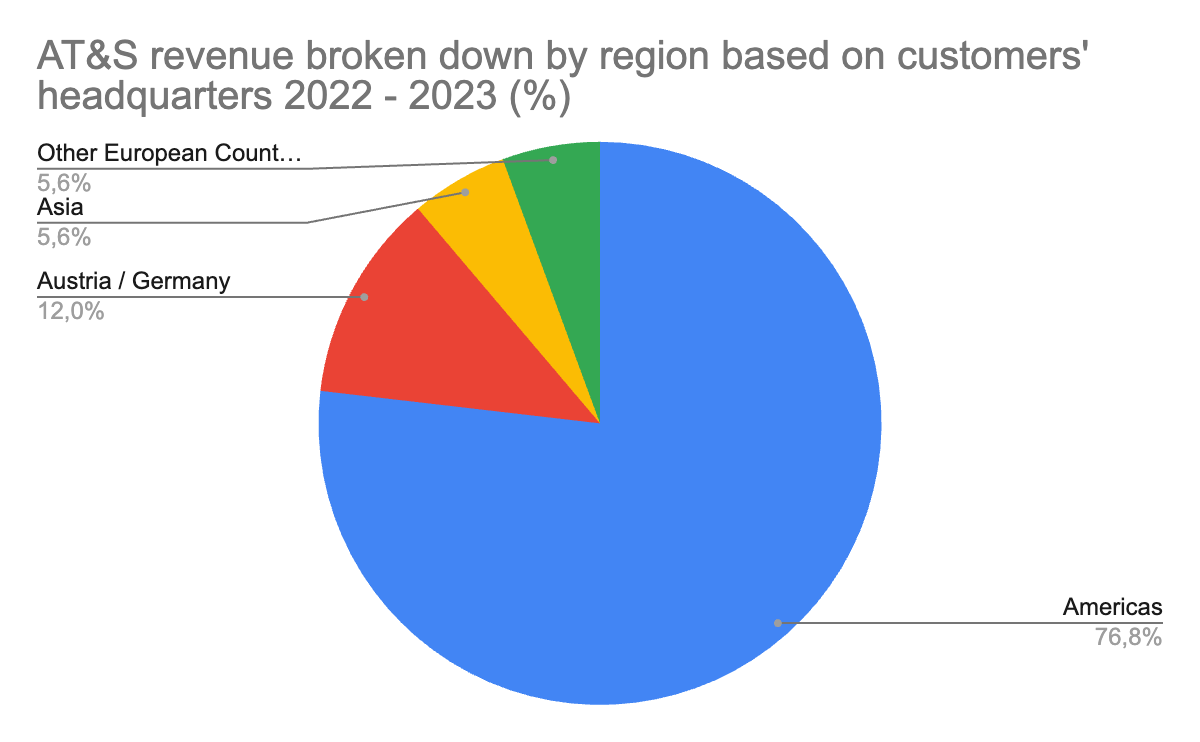 AT&S revenue broken down by region based on customers'
headquarters 2022 - 2023 (%)
Other European Count…
5,6%
Asia
5,6%
Austria / Germany
12,0%
Americas
76,8%